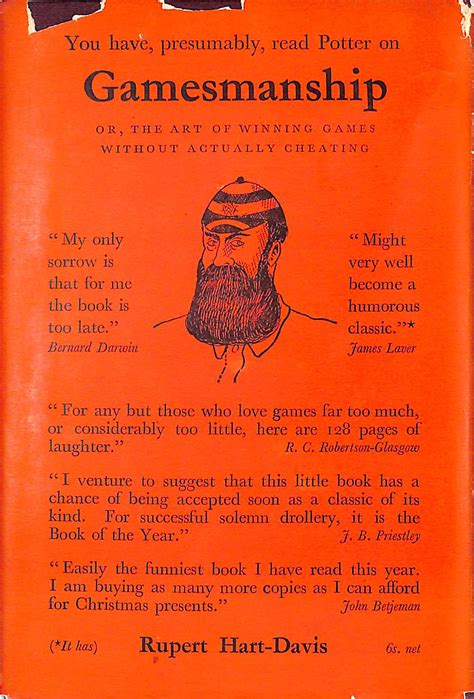 You have, presumably, read Potter on
Gamesmanship
OR, THE ART OF WINNING GAMES
WITHOUT ACTUALLY CHEATING
“My only
sorrow is
that for me
the book is
too late.”
Bernard Darwin
“Might
very well
become a
humorous
classic.”*
James Laver
“For any but those who love games far too much,
or considerably too little, here are 128 pages of
laughter.” R. C. Robertson-Glasgow
“I venture to suggest that this little book has a
chance of being accepted soon as a classic of its
kind. For successful solemn drollery, it is the
Book of the Year.” J. B. Priestley
“Easily the funniest book I have read this year.
I am buying as many more copies as I can afford
for Christmas presents.” John Betjeman
(*It has) Rupert Hart-Davis 6s. net